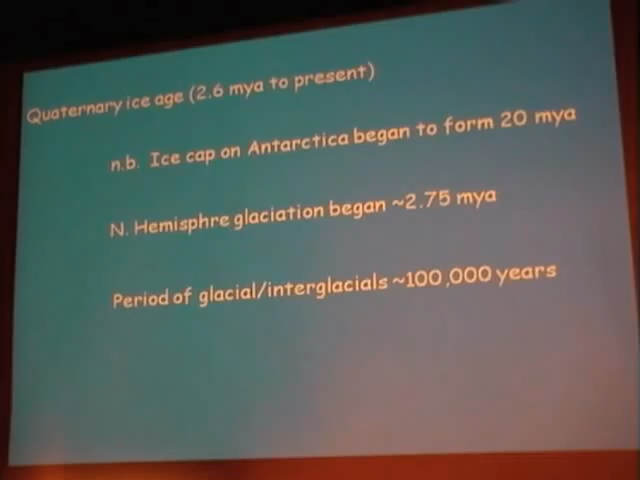 Quaternary ice age (2.6 mya to present)
n.b. Ice cap on Antarctica began to form 20 mya
N. Hemisphre glaciation began ~2.75 mya
Period of glacial/interglacials ~100,000 years